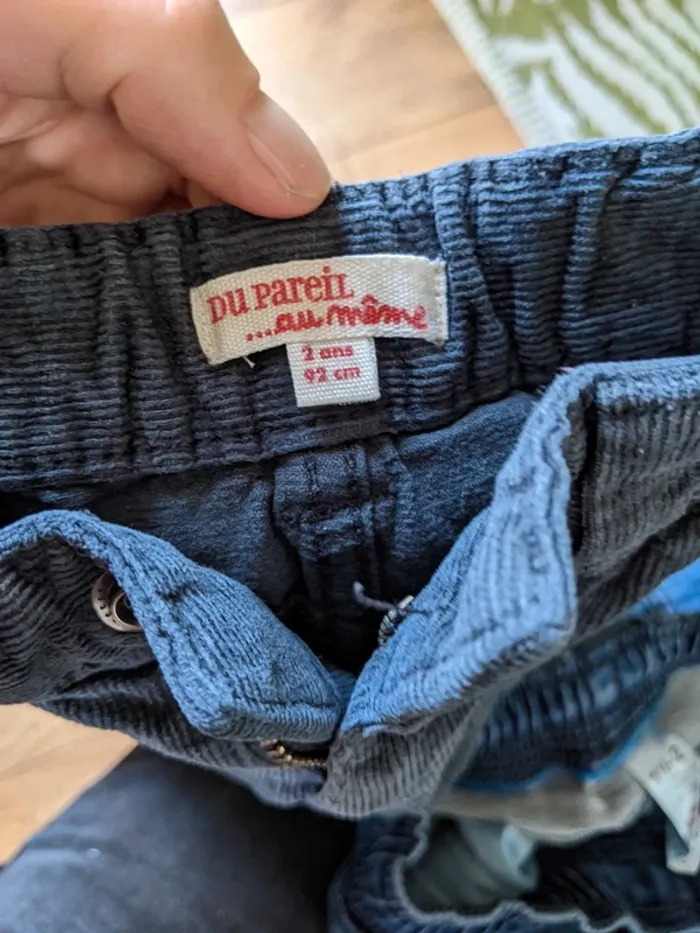 DU PAREIL
...au même
2 ans
92 cm